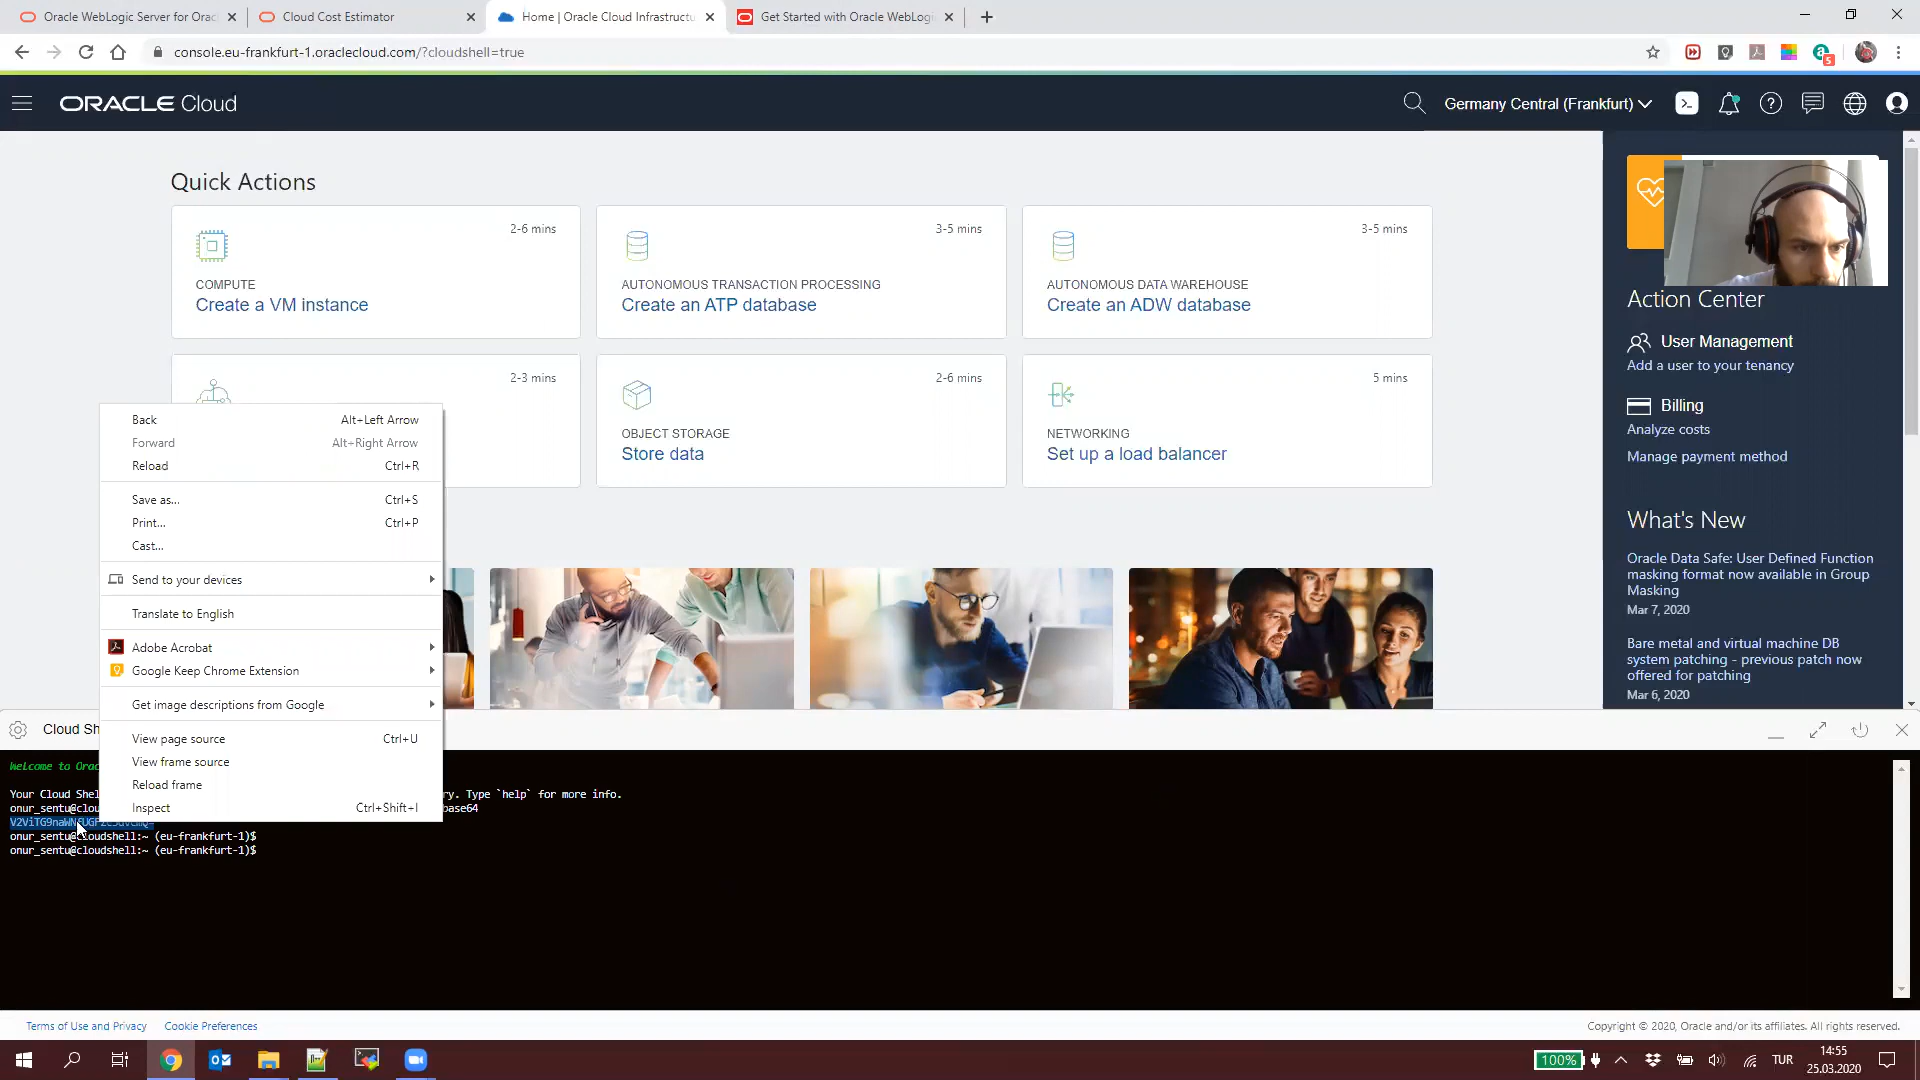 Oracle WebLogic Server for Orac
Cloud Cost Estimator
Home | Oracle Cloud Infrastructu
Get Started with Oracle WebLogi
console.eu-frankfurt-1.oraclecloud.com/?cloudshell=true
5
ORACLE Cloud
Germany Central (Frankfurt)
Quick Actions
2-6 mins
COMPUTE
Create a VM instance
3-5 mins
AUTONOMOUS TRANSACTION PROCESSING
Create an ATP database
3-5 mins
AUTONOMOUS DATA WAREHOUSE
Create an ADW database
2-3 mins
2-6 mins
OBJECT STORAGE
Store data
5 mins
NETWORKING
Set up a load balancer
Action Center
User Management
Add a user to your tenancy
Billing
Analyze costs
Manage payment method
What's New
Oracle Data Safe: User Defined Function
masking format now available in Group
Masking
Mar 7, 2020
Bare metal and virtual machine DB
system patching - previous patch now
offered for patching
Mar 6, 2020
Back Alt+Left Arrow
Forward Alt+Right Arrow
Reload Ctrl+R
Save as... Ctrl+S
Print... Ctrl+P
Cast...
Send to your devices
Translate to English
Adobe Acrobat
Google Keep Chrome Extension
Get image descriptions from Google
View page source Ctrl+U
View frame source
Reload frame
Inspect Ctrl+Shift+I
Cloud Sh
Welcome to Orac
Your Cloud Shel ry. Type `help` for more info.
onur_sentu@clou base64
onur_sentu@cloudshell:~ (eu-frankfurt-1)$
onur_sentu@cloudshell:~ (eu-frankfurt-1)$
Terms of Use and Privacy Cookie Preferences
Copyright © 2020, Oracle and/or its affiliates. All rights reserved.
100%
TUR
14:55
25.03.2020